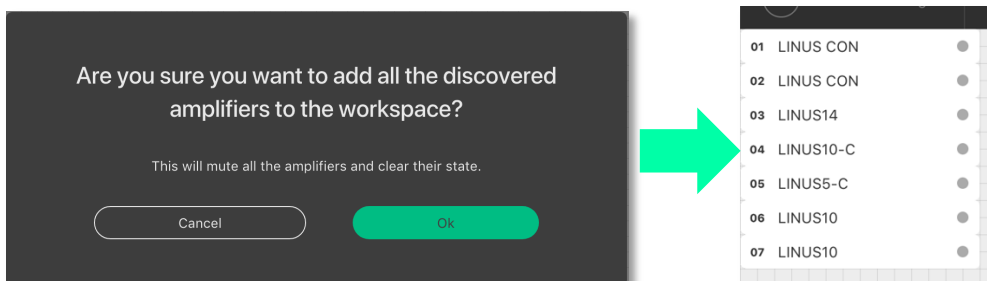 Are you sure you want to add all the discovered
amplifiers to the workspace?
This will mute all the amplifiers and clear their state.
Cancel
Ok
01 LINUS CON
02 LINUS CON
03 LINUS14
04 LINUS10-C
05 LINUS5-C
06 LINUS10
07 LINUS10